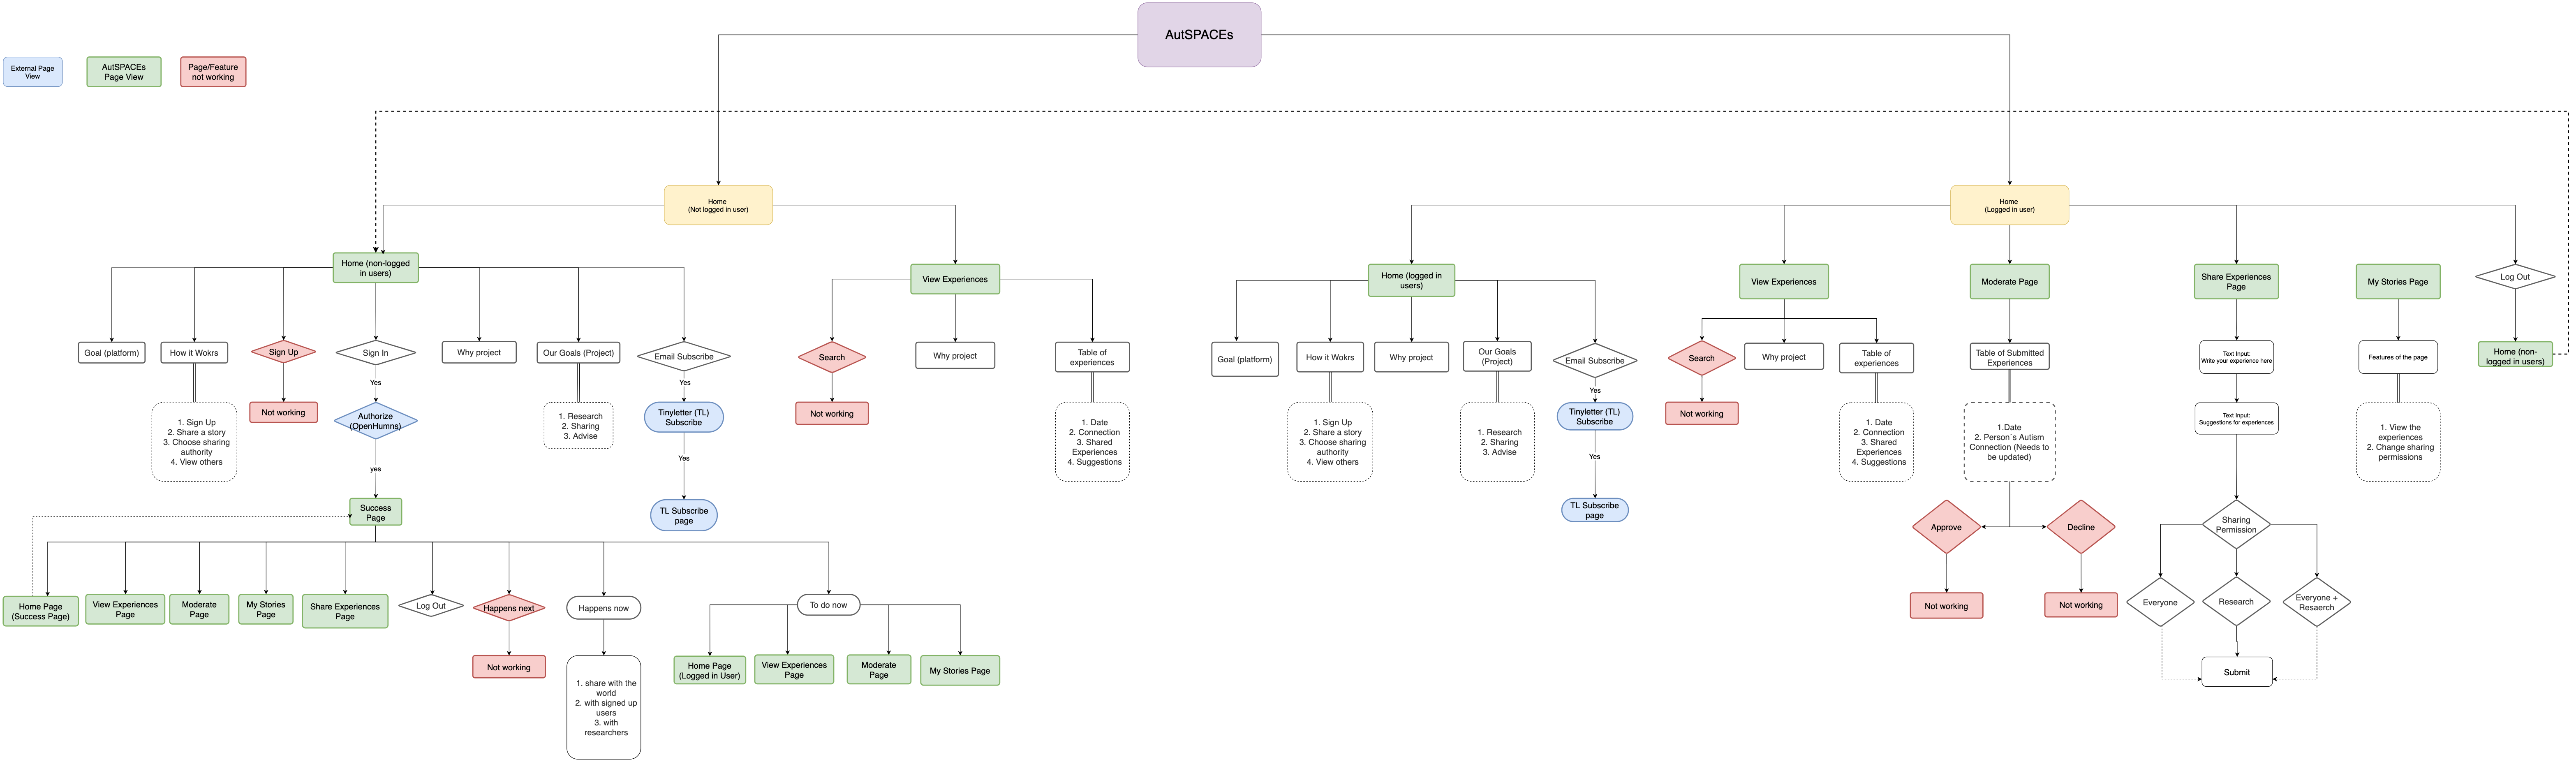 AutSPACEs
External Page
View
AutSPACEs
Page View
Page/Feature
not working
Home
(Not logged in user)
Home
(Logged in user)
Home (non-logged
in users)
View Experiences
Home (logged in
users)
View Experiences
Moderate Page
Share Experiences
Page
My Stories Page
Log Out
Goal (platform)
How it Wokrs
Sign Up
Sign In
Why project
Our Goals (Project)
Email Subscribe
Search
Why project
Table of
experiences
Goal (platform)
How it Wokrs
Why project
Our Goals
(Project)
Email Subscribe
Search
Why project
Table of
experiences
Table of Submitted
Experiences
Text Input:
Write your experience here
Features of the page
Home (non-
logged in users)
Yes
Yes
Yes
1. Sign Up
2. Share a story
3. Choose sharing
authority
4. View others
Not working
Authorize
(OpenHumns)
1. Research
2. Sharing
3. Advise
Tinyletter (TL)
Subscribe
Not working
1. Date
2. Connection
3. Shared
Experiences
4. Suggestions
1. Sign Up
2. Share a story
3. Choose sharing
authority
4. View others
1. Research
2. Sharing
3. Advise
Tinyletter (TL)
Subscribe
Not working
1. Date
2. Connection
3. Shared
Experiences
4. Suggestions
1.Date
2. Person´s Autism
Connection (Needs to
be updated)
Text Input:
Suggestions for experiences
1. View the
experiences
2. Change sharing
permissions
yes
Yes
Yes
Success
Page
TL Subscribe
page
TL Subscribe
page
Approve
Decline
Sharing
Permission
Home Page
(Success Page)
View Experiences
Page
Moderate
Page
My Stories
Page
Share Experiences
Page
Log Out
Happens next
Happens now
To do now
Not working
Not working
Everyone
Research
Everyone +
Resaerch
Not working
1. share with the
world
2. with signed up
users
3. with
researchers
Home Page
(Logged in User)
View Experiences
Page
Moderate
Page
My Stories Page
Submit